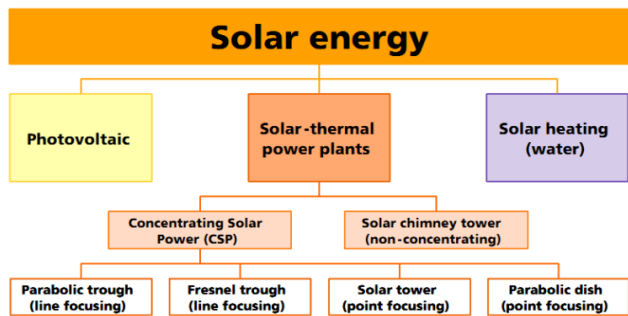 Solar energy
Photovoltaic
Solar-thermal
power plants
Solar heating
(water)
Concentrating Solar
Power (CSP)
Solar chimney tower
(non-concentrating)
Parabolic trough
(line focusing)
Fresnel trough
(line focusing)
Solar tower
(point focusing)
Parabolic dish
(point focusing)